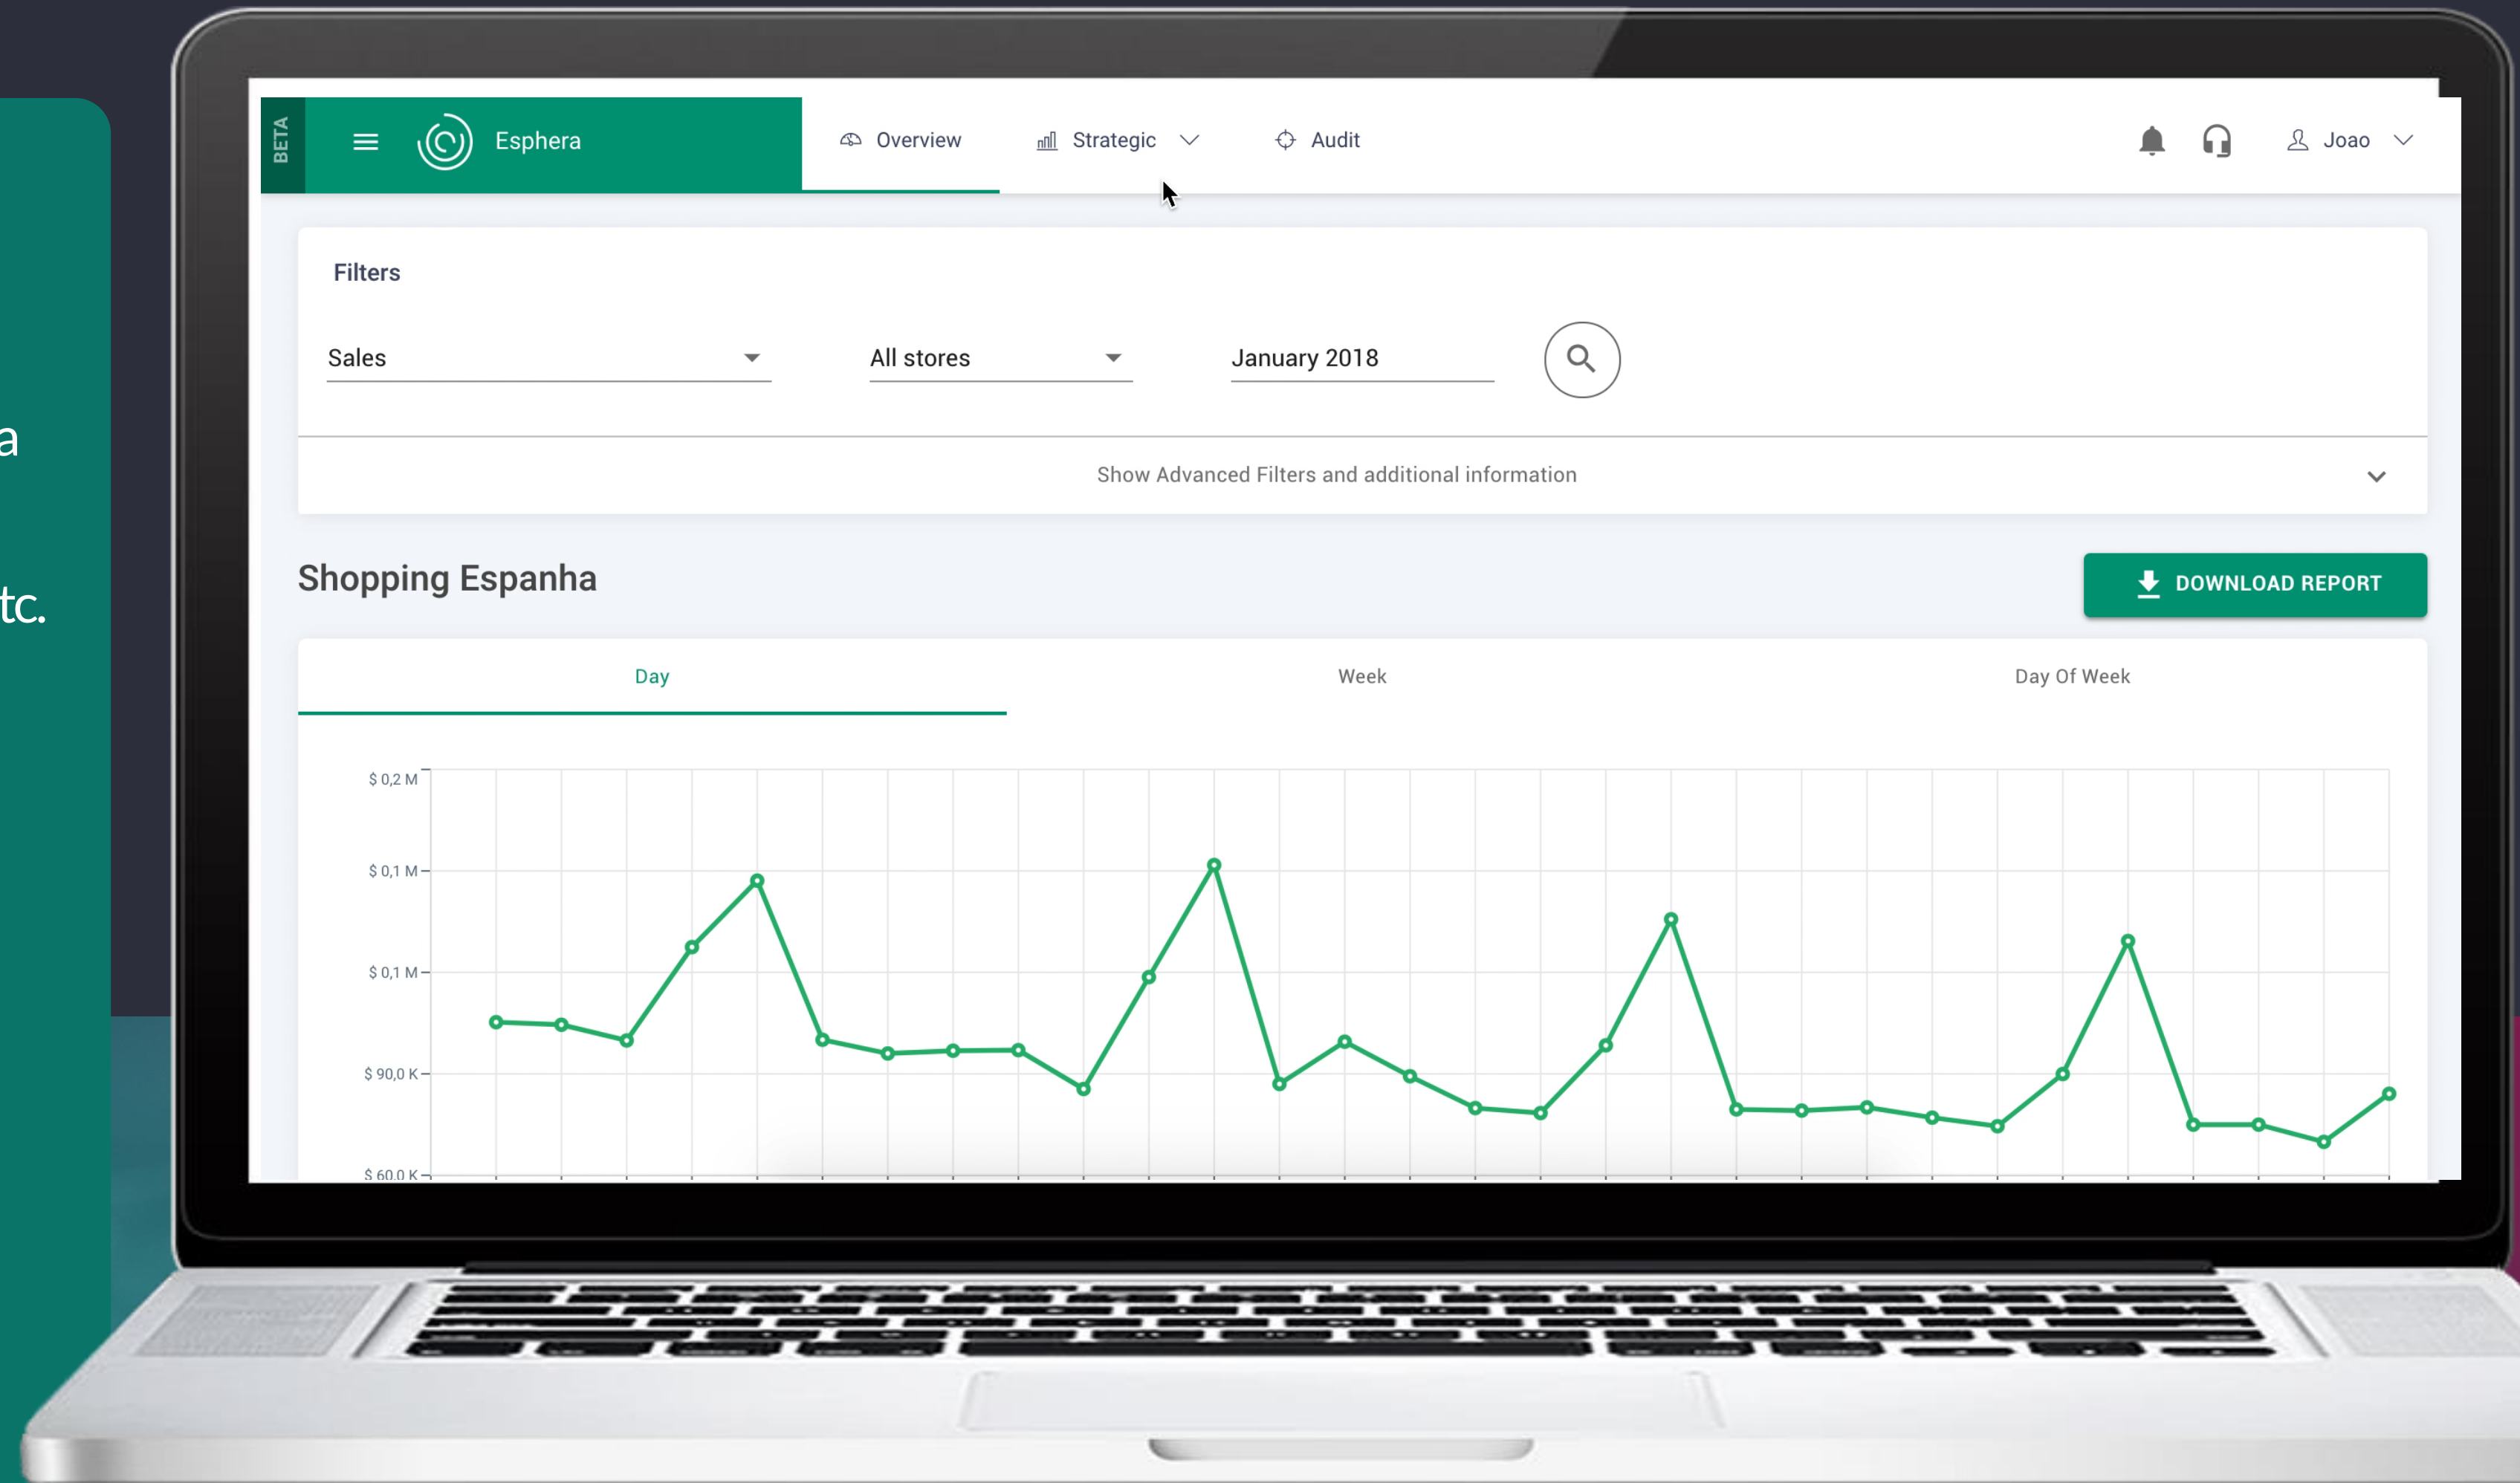 a
tc.
BETA
Esphera
Overview
Strategic
Audit
Joao
Filters
Sales
All stores
January 2018
Show Advanced Filters and additional information
Shopping Espanha
DOWNLOAD REPORT
Day
Week
Day Of Week
$ 0,2 M
$ 0,1 M
$ 0,1 M
$ 90,0 K
$ 60,0 K